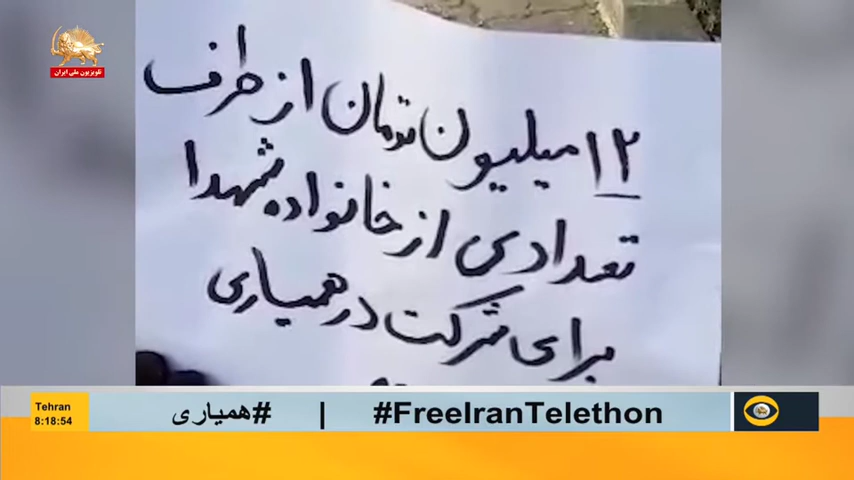 تلویزیون ملی ایران
۱۲ میلیون تومان از طرف
تعدادی از خانواده شهدا
برای شرکت در همیاری
Tehran
8:18:54
#همیاری | #FreeIranTelethon